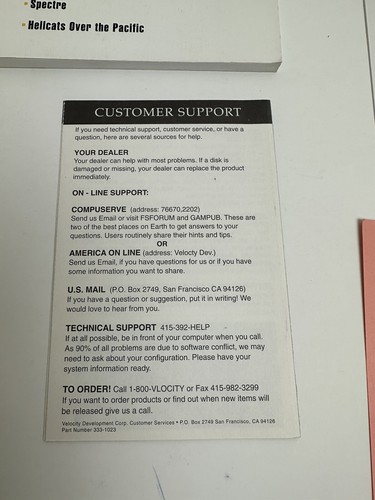 Spectre
Hellcats Over the Pacific
CUSTOMER SUPPORT
If you need technical support, customer service, or have a
question, here are several sources for help.
YOUR DEALER
Your dealer can help with most problems. If a disk is
damaged or missing, your dealer can replace the product
immediately.
ON - LINE SUPPORT:
COMPUSERVE (address: 76670,2202)
Send us Email or visit FSFORUM and GAMPUB. These are
two of the best places on Earth to get answers to your
questions. Users routinely share their hints and tips.
OR
AMERICA ON LINE (address: Velocty Dev.)
Send us Email, if you have questions for us or if you have
some information you want to share.
U.S. MAIL (P.O. Box 2749, San Francisco, CA 94126)
If you have a question or suggestion, put it in writing! We
would love to hear from you.
TECHNICAL SUPPORT 415-392-HELP
If at all possible, be in front of your computer when you call.
As 90% of all problems are due to software conflict, we may
need to ask about your configuration. Please have your
system information ready.
TO ORDER! Call 1-800-VLOCITY or Fax 415-982-3299
If you want to order products or find out when new items will
be released give us a call.
Velocity Development Corp. Customer Services • P.O. Box 2749 San Francisco, CA 94126
Part Number 333-1023